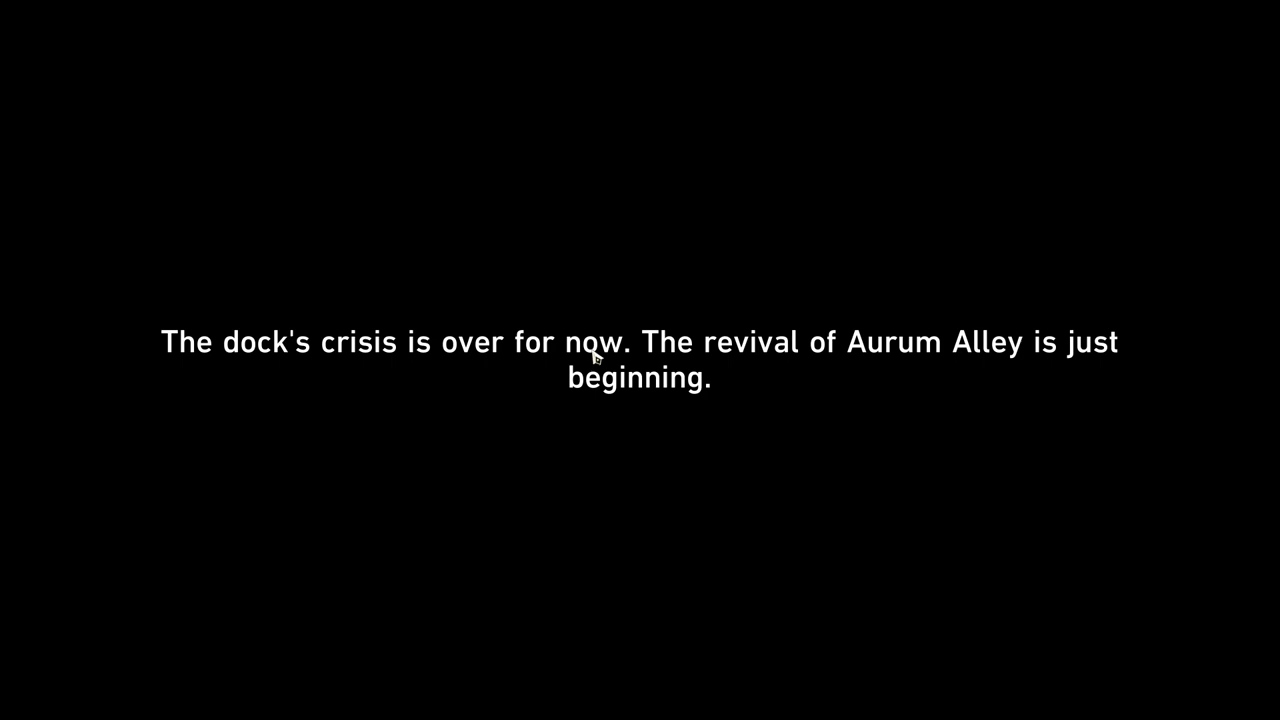 The dock's crisis is over for now. The revival of Aurum Alley is just
beginning.